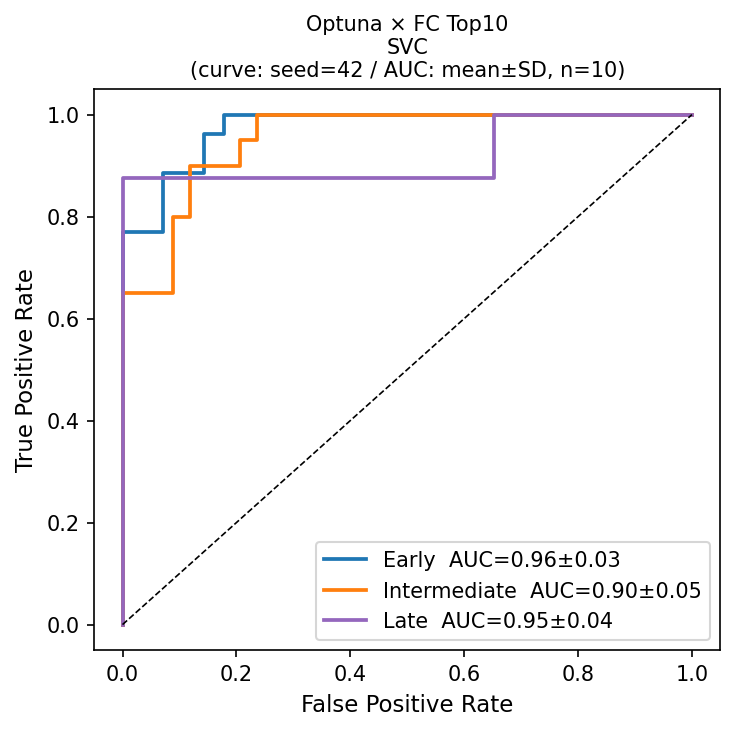 Optuna × FC Top10
SVC
(curve: seed=42 / AUC: mean±SD, n=10)
True Positive Rate
1.0
0.8
0.6
0.4
0.2
0.0
Early AUC=0.96±0.03
Intermediate AUC=0.90±0.05
Late AUC=0.95±0.04
0.0 0.2 0.4 0.6 0.8 1.0
False Positive Rate